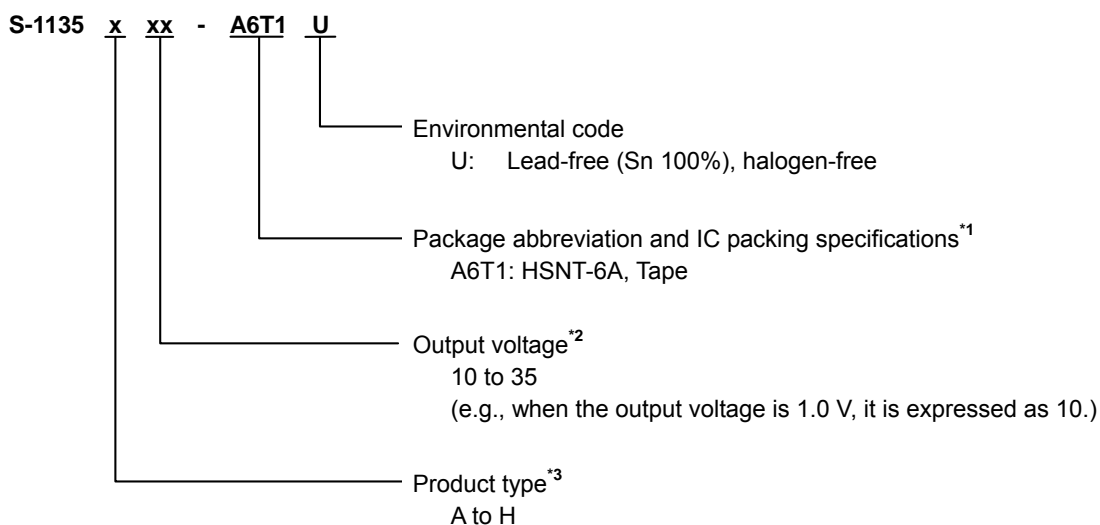 S-1135 x xx - A6T1 U
Environmental code
U: Lead-free (Sn 100%), halogen-free
Package abbreviation and IC packing specifications*1
A6T1: HSNT-6A, Tape
Output voltage*2
10 to 35
(e.g., when the output voltage is 1.0 V, it is expressed as 10.)
Product type*3
A to H